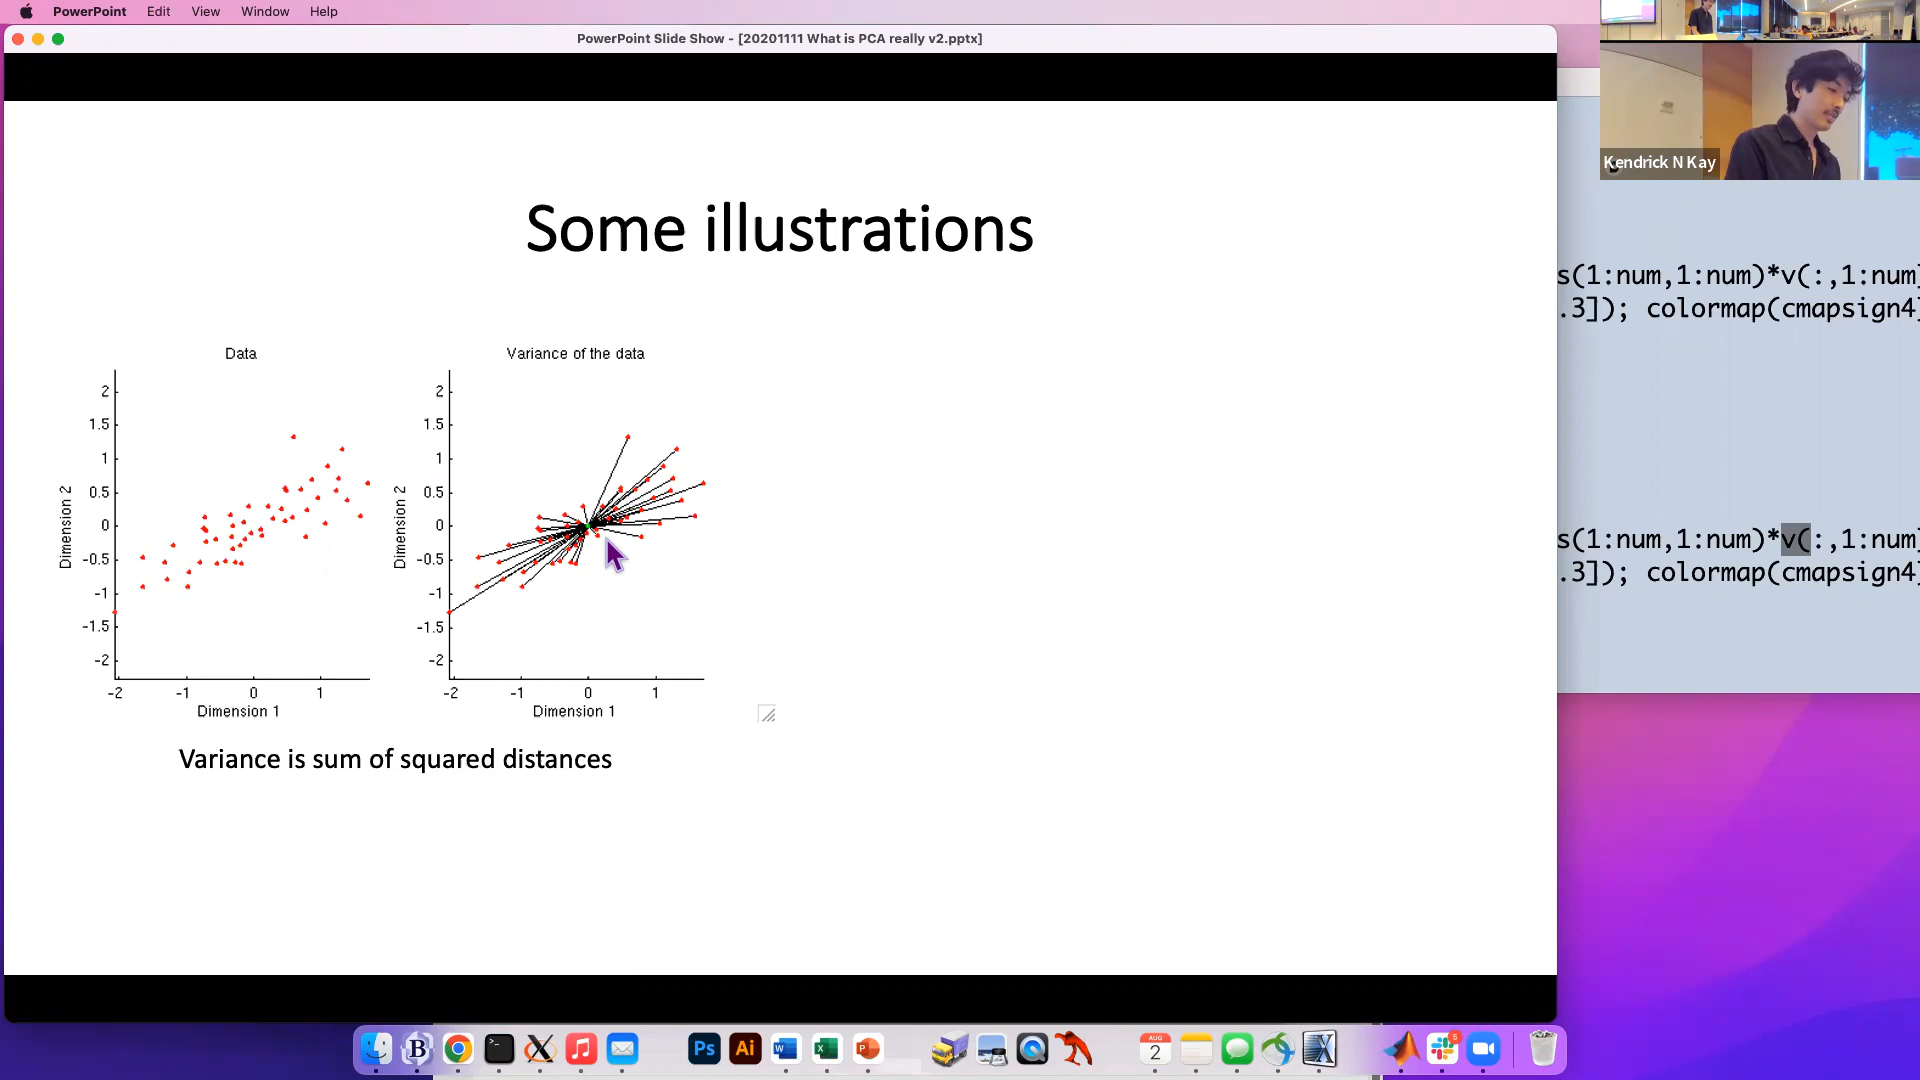 PowerPoint Edit View Window Help
PowerPoint Slide Show - [20201111 What is PCA really v2.pptx]
Kendrick N Kay
Some illustrations
s(1:num,1:num)*v(:,1:num)
.3]); colormap(cmapsign4
Data
Variance of the data
2
1.5
1
0.5
0
-0.5
-1
-1.5
-2
Dimension 2
-2 -1 0 1
Dimension 1
2
1.5
1
0.5
0
-0.5
-1
-1.5
-2
Dimension 2
-2 -1 0 1
Dimension 1
s(1:num,1:num)*v(:,1:num)
.3]); colormap(cmapsign4
Variance is sum of squared distances
B
Ps
Ai
W
X
P
AUG
2
X